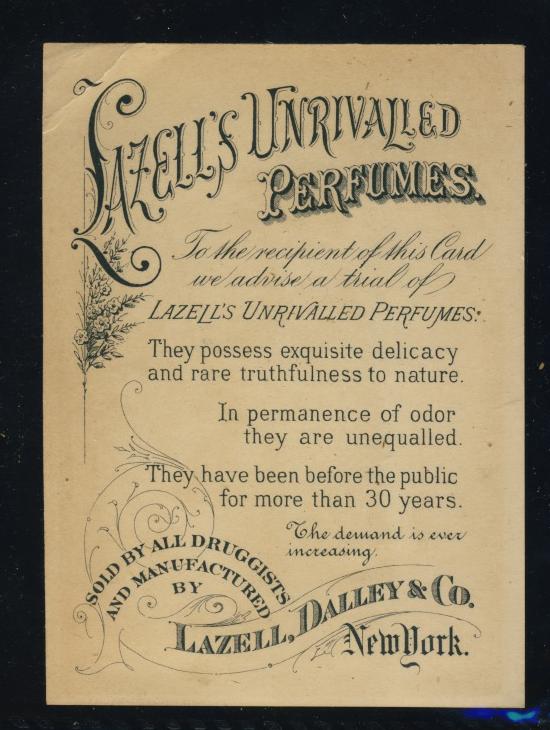 LAZELL'S UNRIVALLED
PERFUMES.
To the recipient of this Card
we advise a trial of
LAZELL'S UNRIVALLED PERFUMES.
They possess exquisite delicacy
and rare truthfulness to nature.
In permanence of odor
they are unequalled.
They have been before the public
for more than 30 years.
The demand is ever
increasing.
SOLD BY ALL DRUGGISTS
AND MANUFACTURED
BY
LAZELL, DALLEY & CO.
New York.